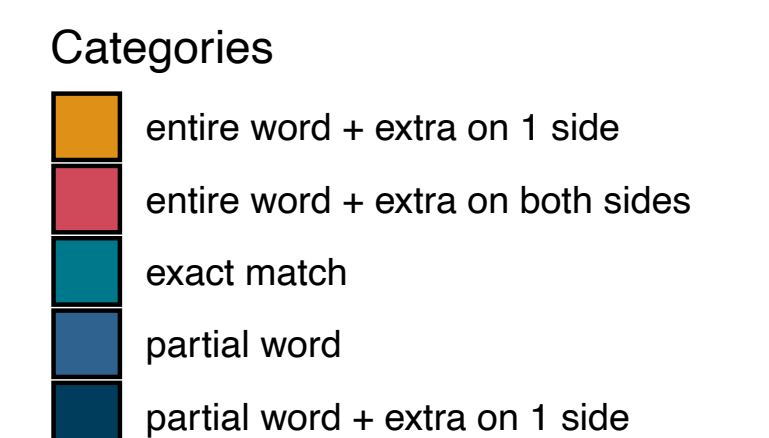 Categories
entire word + extra on 1 side
entire word + extra on both sides
exact match
partial word
partial word + extra on 1 side